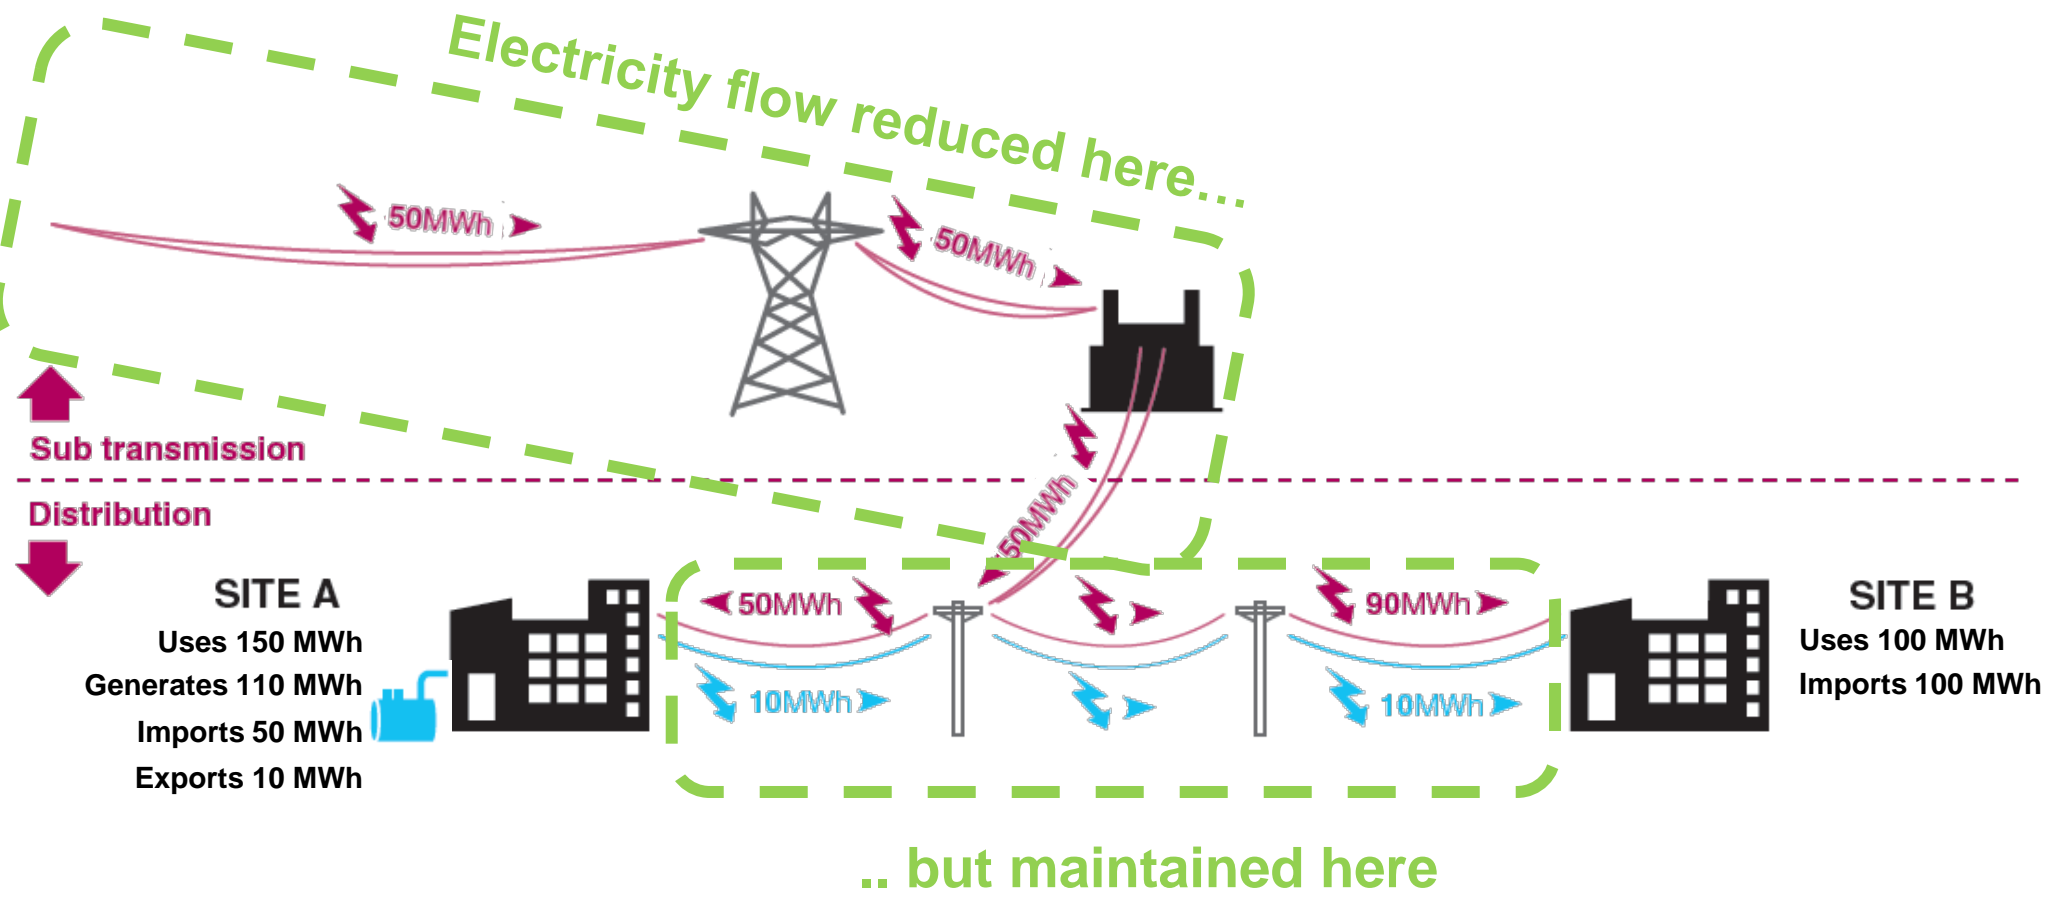 Electricity flow reduced here...
50MWh
50MWh
Sub transmission
50MWh
Distribution
SITE A
Uses 150 MWh
Generates 110 MWh
Imports 50 MWh
Exports 10 MWh
50MWh
90MWh
10MWh
10MWh
SITE B
Uses 100 MWh
Imports 100 MWh
.. but maintained here